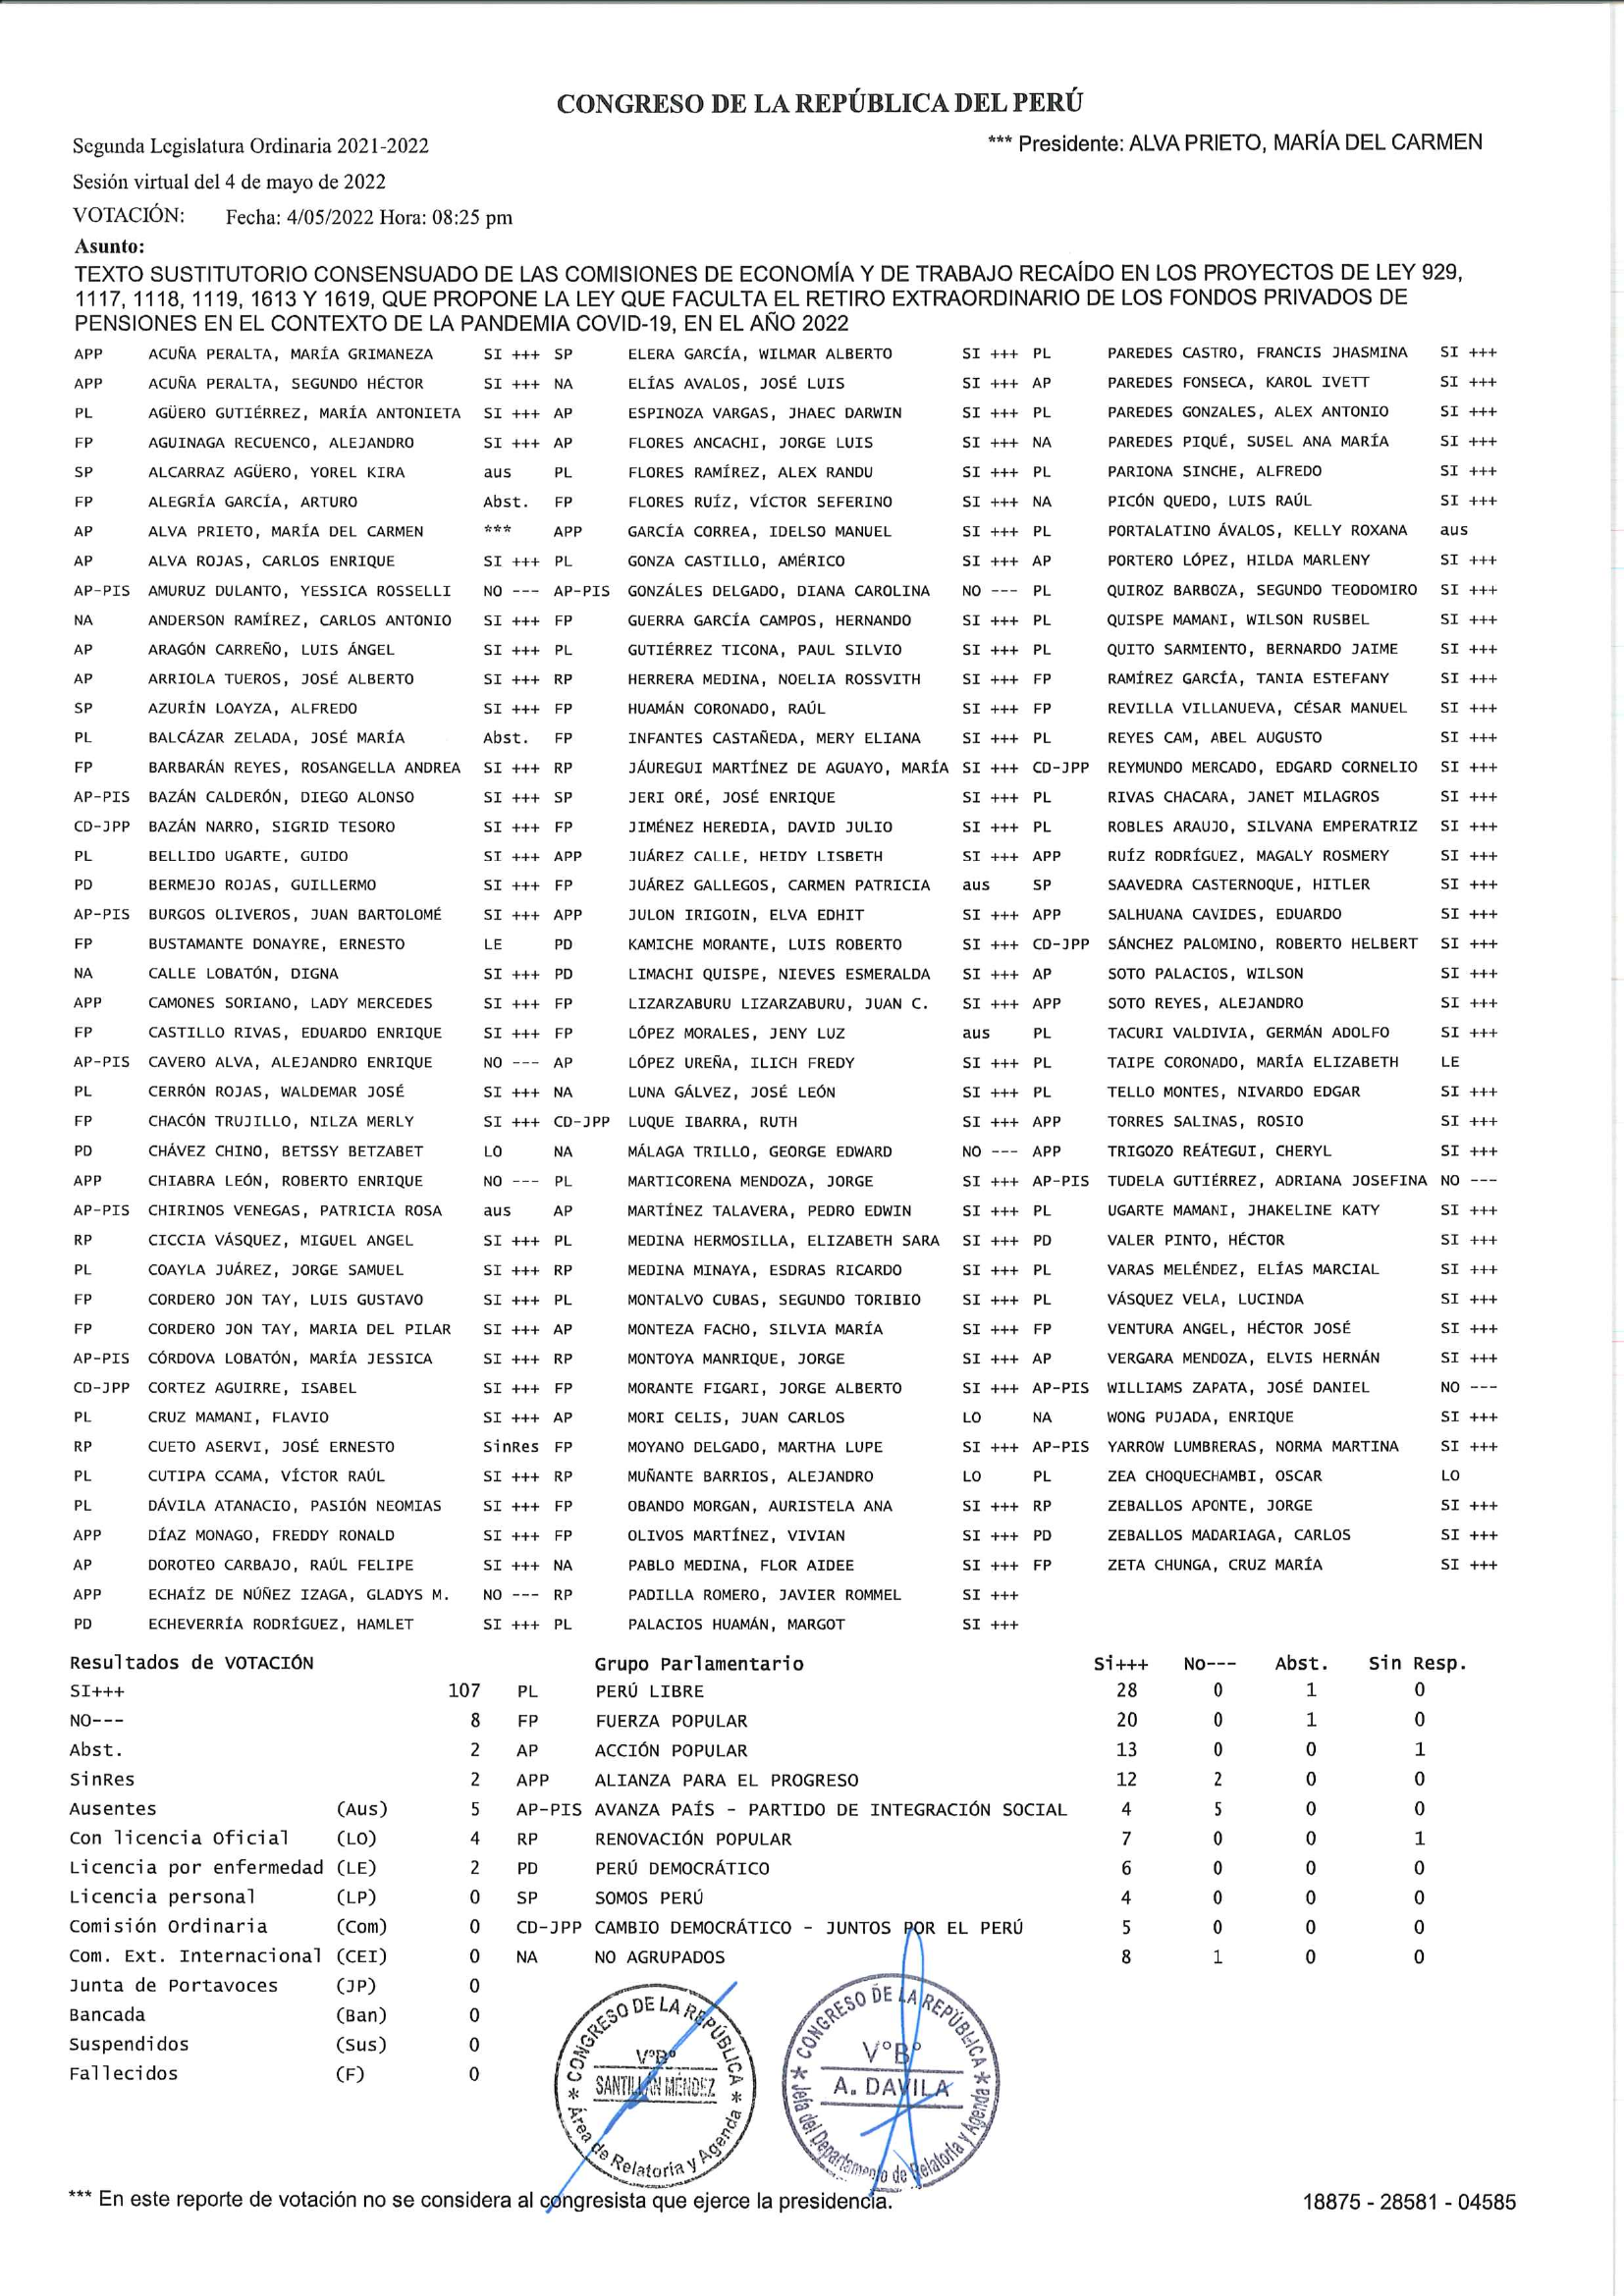 CONGRESO DE LA REPÚBLICA DEL PERÚ
Segunda Legislatura Ordinaria 2021-2022 *** Presidente: ALVA PRIETO, MARÍA DEL CARMEN
Sesión virtual del 4 de mayo de 2022
VOTACIÓN: Fecha: 4/05/2022 Hora: 08:25 pm
Asunto:
TEXTO SUSTITUTORIO CONSENSUADO DE LAS COMISIONES DE ECONOMÍA Y DE TRABAJO RECAÍDO EN LOS PROYECTOS DE LEY 929,
1117, 1118, 1119, 1613 Y 1619, QUE PROPONE LA LEY QUE FACULTA EL RETIRO EXTRAORDINARIO DE LOS FONDOS PRIVADOS DE
PENSIONES EN EL CONTEXTO DE LA PANDEMIA COVID-19, EN EL AÑO 2022
APP ACUÑA PERALTA, MARÍA GRIMANEZA SI +++ SP ELERA GARCÍA, WILMAR ALBERTO SI +++ PL PAREDES CASTRO, FRANCIS JHASMINA SI +++
APP ACUÑA PERALTA, SEGUNDO HÉCTOR SI +++ NA ELÍAS AVALOS, JOSÉ LUIS SI +++ AP PAREDES FONSECA, KAROL IVETT SI +++
PL AGÜERO GUTIÉRREZ, MARÍA ANTONIETA SI +++ AP ESPINOZA VARGAS, JHAEC DARWIN SI +++ PL PAREDES GONZALES, ALEX ANTONIO SI +++
FP AGUINAGA RECUENCO, ALEJANDRO SI +++ AP FLORES ANCACHI, JORGE LUIS SI +++ NA PAREDES PIQUÉ, SUSEL ANA MARÍA SI +++
SP ALCARRAZ AGÜERO, YOREL KIRA aus PL FLORES RAMÍREZ, ALEX RANDU SI +++ PL PARIONA SINCHE, ALFREDO SI +++
FP ALEGRÍA GARCÍA, ARTURO Abst. FP FLORES RUÍZ, VÍCTOR SEFERINO SI +++ NA PICÓN QUEDO, LUIS RAÚL SI +++
AP ALVA PRIETO, MARÍA DEL CARMEN *** APP GARCÍA CORREA, IDELSO MANUEL SI +++ PL PORTALATINO ÁVALOS, KELLY ROXANA aus
AP ALVA ROJAS, CARLOS ENRIQUE SI +++ PL GONZA CASTILLO, AMÉRICO SI +++ AP PORTERO LÓPEZ, HILDA MARLENY SI +++
AP-PIS AMURUZ DULANTO, YESSICA ROSSELLI NO --- AP-PIS GONZÁLES DELGADO, DIANA CAROLINA NO --- PL QUIROZ BARBOZA, SEGUNDO TEODOMIRO SI +++
NA ANDERSON RAMÍREZ, CARLOS ANTONIO SI +++ FP GUERRA GARCÍA CAMPOS, HERNANDO SI +++ PL QUISPE MAMANI, WILSON RUSBEL SI +++
AP ARAGÓN CARREÑO, LUIS ÁNGEL SI +++ PL GUTIÉRREZ TICONA, PAUL SILVIO SI +++ PL QUITO SARMIENTO, BERNARDO JAIME SI +++
AP ARRIOLA TUEROS, JOSÉ ALBERTO SI +++ RP HERRERA MEDINA, NOELIA ROSSVITH SI +++ FP RAMÍREZ GARCÍA, TANIA ESTEFANY SI +++
SP AZURÍN LOAYZA, ALFREDO SI +++ FP HUAMÁN CORONADO, RAÚL SI +++ FP REVILLA VILLANUEVA, CÉSAR MANUEL SI +++
PL BALCÁZAR ZELADA, JOSÉ MARÍA Abst. FP INFANTES CASTAÑEDA, MERY ELIANA SI +++ PL REYES CAM, ABEL AUGUSTO SI +++
FP BARBARÁN REYES, ROSANGELLA ANDREA SI +++ RP JÁUREGUI MARTÍNEZ DE AGUAYO, MARÍA SI +++ CD-JPP REYMUNDO MERCADO, EDGARD CORNELIO SI +++
AP-PIS BAZÁN CALDERÓN, DIEGO ALONSO SI +++ SP JERI ORÉ, JOSÉ ENRIQUE SI +++ PL RIVAS CHACARA, JANET MILAGROS SI +++
CD-JPP BAZÁN NARRO, SIGRID TESORO SI +++ FP JIMÉNEZ HEREDIA, DAVID JULIO SI +++ PL ROBLES ARAUJO, SILVANA EMPERATRIZ SI +++
PL BELLIDO UGARTE, GUIDO SI +++ APP JUÁREZ CALLE, HEIDY LISBETH SI +++ APP RUÍZ RODRÍGUEZ, MAGALY ROSMERY SI +++
PD BERMEJO ROJAS, GUILLERMO SI +++ FP JUÁREZ GALLEGOS, CARMEN PATRICIA aus SP SAAVEDRA CASTERNOQUE, HITLER SI +++
AP-PIS BURGOS OLIVEROS, JUAN BARTOLOMÉ SI +++ APP JULON IRIGOIN, ELVA EDHIT SI +++ APP SALHUANA CAVIDES, EDUARDO SI +++
FP BUSTAMANTE DONAYRE, ERNESTO LE PD KAMICHE MORANTE, LUIS ROBERTO SI +++ CD-JPP SÁNCHEZ PALOMINO, ROBERTO HELBERT SI +++
NA CALLE LOBATÓN, DIGNA SI +++ PD LIMACHI QUISPE, NIEVES ESMERALDA SI +++ AP SOTO PALACIOS, WILSON SI +++
APP CAMONES SORIANO, LADY MERCEDES SI +++ FP LIZARZABURU LIZARZABURU, JUAN C. SI +++ APP SOTO REYES, ALEJANDRO SI +++
FP CASTILLO RIVAS, EDUARDO ENRIQUE SI +++ FP LÓPEZ MORALES, JENY LUZ aus PL TACURI VALDIVIA, GERMÁN ADOLFO SI +++
AP-PIS CAVERO ALVA, ALEJANDRO ENRIQUE NO --- AP LÓPEZ UREÑA, ILICH FREDY SI +++ PL TAIPE CORONADO, MARÍA ELIZABETH LE
PL CERRÓN ROJAS, WALDEMAR JOSÉ SI +++ NA LUNA GÁLVEZ, JOSÉ LEÓN SI +++ PL TELLO MONTES, NIVARDO EDGAR SI +++
FP CHACÓN TRUJILLO, NILZA MERLY SI +++ CD-JPP LUQUE IBARRA, RUTH SI +++ APP TORRES SALINAS, ROSIO SI +++
PD CHÁVEZ CHINO, BETSSY BETZABET LO NA MÁLAGA TRILLO, GEORGE EDWARD NO --- APP TRIGOZO REÁTEGUI, CHERYL SI +++
APP CHIABRA LEÓN, ROBERTO ENRIQUE NO --- PL MARTICORENA MENDOZA, JORGE SI +++ AP-PIS TUDELA GUTIÉRREZ, ADRIANA JOSEFINA NO ---
AP-PIS CHIRINOS VENEGAS, PATRICIA ROSA aus AP MARTÍNEZ TALAVERA, PEDRO EDWIN SI +++ PL UGARTE MAMANI, JHAKELINE KATY SI +++
RP CICCIA VÁSQUEZ, MIGUEL ANGEL SI +++ PL MEDINA HERMOSILLA, ELIZABETH SARA SI +++ PD VALER PINTO, HÉCTOR SI +++
PL COAYLA JUÁREZ, JORGE SAMUEL SI +++ RP MEDINA MINAYA, ESDRAS RICARDO SI +++ PL VARAS MELÉNDEZ, ELÍAS MARCIAL SI +++
FP CORDERO JON TAY, LUIS GUSTAVO SI +++ PL MONTALVO CUBAS, SEGUNDO TORIBIO SI +++ PL VÁSQUEZ VELA, LUCINDA SI +++
FP CORDERO JON TAY, MARIA DEL PILAR SI +++ AP MONTEZA FACHO, SILVIA MARÍA SI +++ FP VENTURA ANGEL, HÉCTOR JOSÉ SI +++
AP-PIS CÓRDOVA LOBATÓN, MARÍA JESSICA SI +++ RP MONTOYA MANRIQUE, JORGE SI +++ AP VERGARA MENDOZA, ELVIS HERNÁN SI +++
CD-JPP CORTEZ AGUIRRE, ISABEL SI +++ FP MORANTE FIGARI, JORGE ALBERTO SI +++ AP-PIS WILLIAMS ZAPATA, JOSÉ DANIEL NO ---
PL CRUZ MAMANI, FLAVIO SI +++ AP MORI CELIS, JUAN CARLOS LO NA WONG PUJADA, ENRIQUE SI +++
RP CUETO ASERVI, JOSÉ ERNESTO SinRes FP MOYANO DELGADO, MARTHA LUPE SI +++ AP-PIS YARROW LUMBRERAS, NORMA MARTINA SI +++
PL CUTIPA CCAMA, VÍCTOR RAÚL SI +++ RP MUÑANTE BARRIOS, ALEJANDRO LO PL ZEA CHOQUECHAMBI, OSCAR LO
PL DÁVILA ATANACIO, PASIÓN NEOMIAS SI +++ FP OBANDO MORGAN, AURISTELA ANA SI +++ RP ZEBALLOS APONTE, JORGE SI +++
APP DÍAZ MONAGO, FREDDY RONALD SI +++ FP OLIVOS MARTÍNEZ, VIVIAN SI +++ PD ZEBALLOS MADARIAGA, CARLOS SI +++
AP DOROTEO CARBAJO, RAÚL FELIPE SI +++ NA PABLO MEDINA, FLOR AIDEE SI +++ FP ZETA CHUNGA, CRUZ MARÍA SI +++
APP ECHAÍZ DE NÚÑEZ IZAGA, GLADYS M. NO --- RP PADILLA ROMERO, JAVIER ROMMEL SI +++
PD ECHEVERRÍA RODRÍGUEZ, HAMLET SI +++ PL PALACIOS HUAMÁN, MARGOT SI +++
Resultados de VOTACIÓN Grupo Parlamentario Si+++ No--- Abst. Sin Resp.
SI+++ 107 PL PERÚ LIBRE 28 0 1 0
NO--- 8 FP FUERZA POPULAR 20 0 1 0
Abst. 2 AP ACCIÓN POPULAR 13 0 0 1
SinRes 2 APP ALIANZA PARA EL PROGRESO 12 2 0 0
Ausentes (Aus) 5 AP-PIS AVANZA PAÍS - PARTIDO DE INTEGRACIÓN SOCIAL 4 5 0 0
Con licencia Oficial (LO) 4 RP RENOVACIÓN POPULAR 7 0 0 1
Licencia por enfermedad (LE) 2 PD PERÚ DEMOCRÁTICO 6 0 0 0
Licencia personal (LP) 0 SP SOMOS PERÚ 4 0 0 0
Comisión Ordinaria (Com) 0 CD-JPP CAMBIO DEMOCRÁTICO - JUNTOS POR EL PERÚ 5 0 0 0
Com. Ext. Internacional (CEI) 0 NA NO AGRUPADOS 8 1 0 0
Junta de Portavoces (JP) 0
Bancada (Ban) 0
Suspendidos (Sus) 0
Fallecidos (F) 0
* CONGRESO DE LA REPÚBLICA *
V°B°
SANTILLÁN MÉNDEZ
Área de Relatoría y Agenda
* CONGRESO DE LA REPÚBLICA *
V°B°
A. DAVILA
Jefa del Departamento de Relatoría y Agenda
*** En este reporte de votación no se considera al congresista que ejerce la presidencia. 18875 - 28581 - 04585